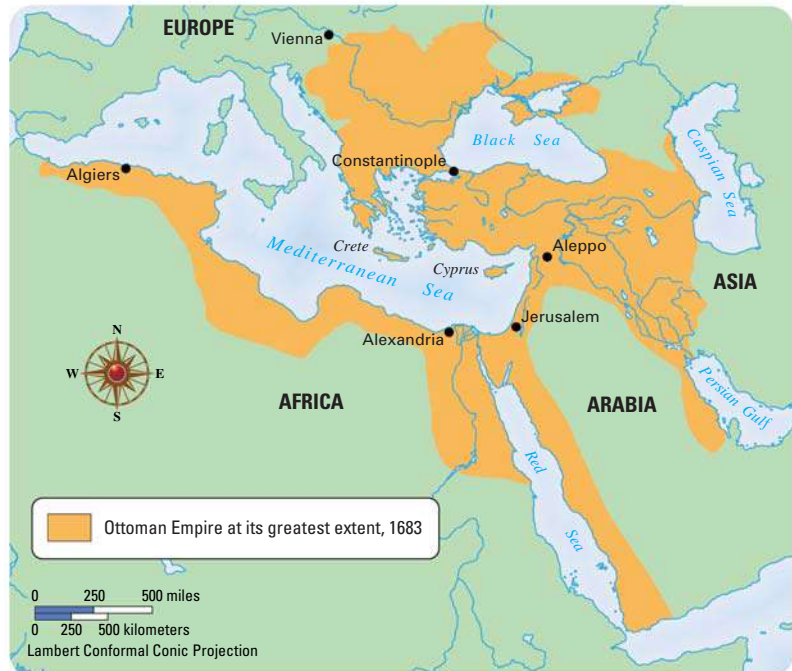 EUROPE
Vienna
Black Sea
Caspian Sea
Constantinople
Algiers
Mediterranean Sea
Crete
Cyprus
Aleppo
ASIA
Jerusalem
Alexandria
N
W E
S
AFRICA
ARABIA
Persian Gulf
Red
Sea
Ottoman Empire at its greatest extent, 1683
0 250 500 miles
0 250 500 kilometers
Lambert Conformal Conic Projection